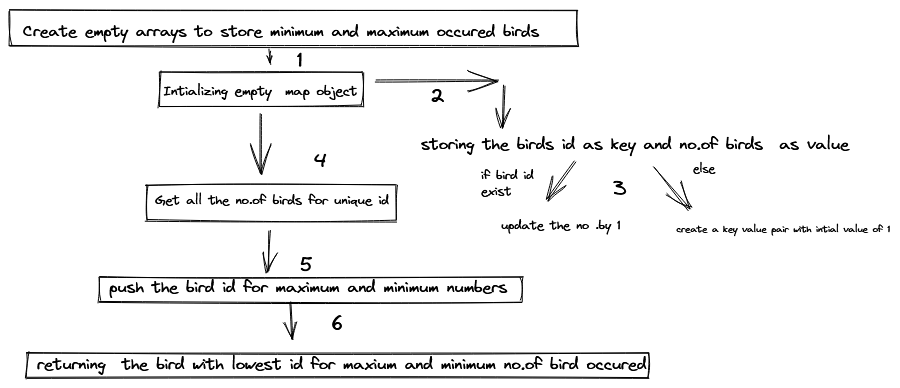 Create empty arrays to store minimum and maximum occured birds
1
Intializing empty map object
2
storing the birds id as key and no.of birds as value
4
if bird id
exist
3
else
Get all the no.of birds for unique id
update the no .by 1
create a key value pair with intial value of 1
5
push the bird id for maximum and minimum numbers
6
returning the bird with lowest id for maxium and minimum no.of bird occured